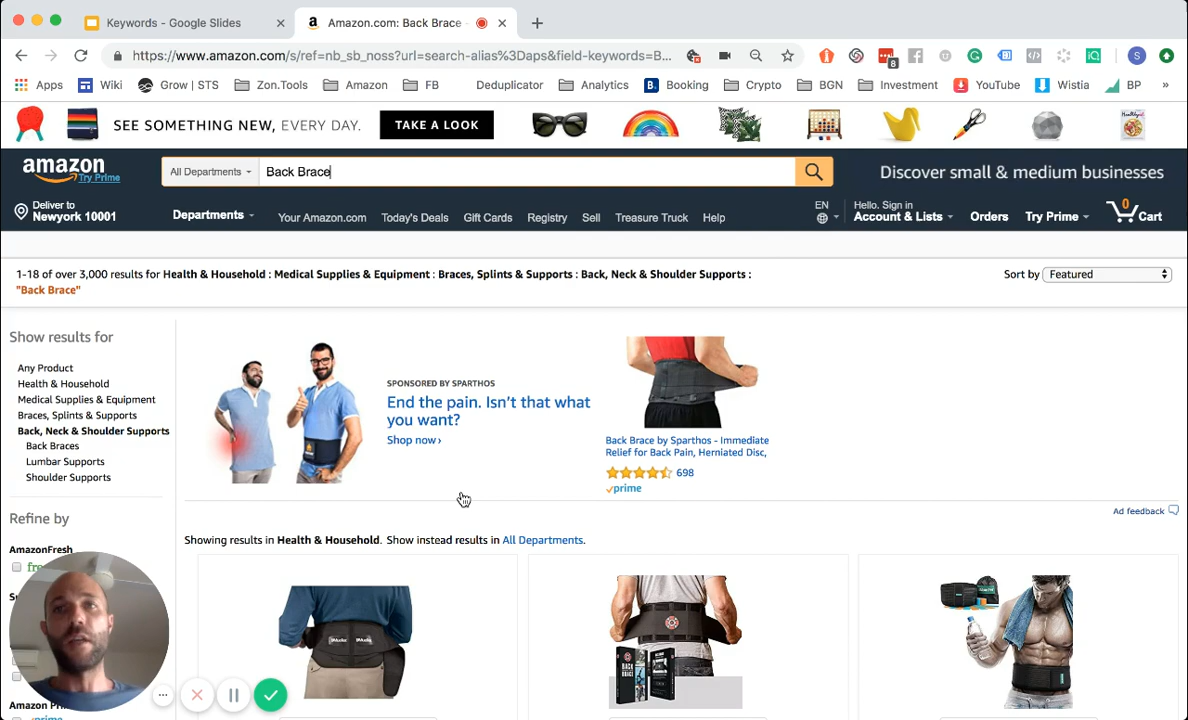 Keywords - Google Slides
a Amazon.com: Back Brace -
https://www.amazon.com/s/ref=nb_sb_noss?url=search-alias%3Daps&field-keywords=B...
8
S
Apps Wiki Grow | STS Zon.Tools Amazon FB Deduplicator Analytics B. Booking Crypto BGN Investment YouTube Wistia BP »
SEE SOMETHING NEW, EVERY DAY. TAKE A LOOK
amazon
Try Prime
All Departments
Back Brace
Discover small & medium businesses
Deliver to
Newyork 10001
Departments Your Amazon.com Today's Deals Gift Cards Registry Sell Treasure Truck Help
EN
Hello. Sign in
Account & Lists
Orders
Try Prime
0
Cart
1-18 of over 3,000 results for Health & Household : Medical Supplies & Equipment : Braces, Splints & Supports : Back, Neck & Shoulder Supports :
"Back Brace"
Sort by Featured
Show results for
Any Product
Health & Household
Medical Supplies & Equipment
Braces, Splints & Supports
Back, Neck & Shoulder Supports
Back Braces
Lumbar Supports
Shoulder Supports
Refine by
AmazonFresh
SPONSORED BY SPARTHOS
End the pain. Isn't that what
you want?
Shop now ›
Back Brace by Sparthos - Immediate
Relief for Back Pain, Herniated Disc,
698
prime
Ad feedback
Showing results in Health & Household. Show instead results in All Departments.
Mueller
BACK
BRACE
Amazon Pr
prime